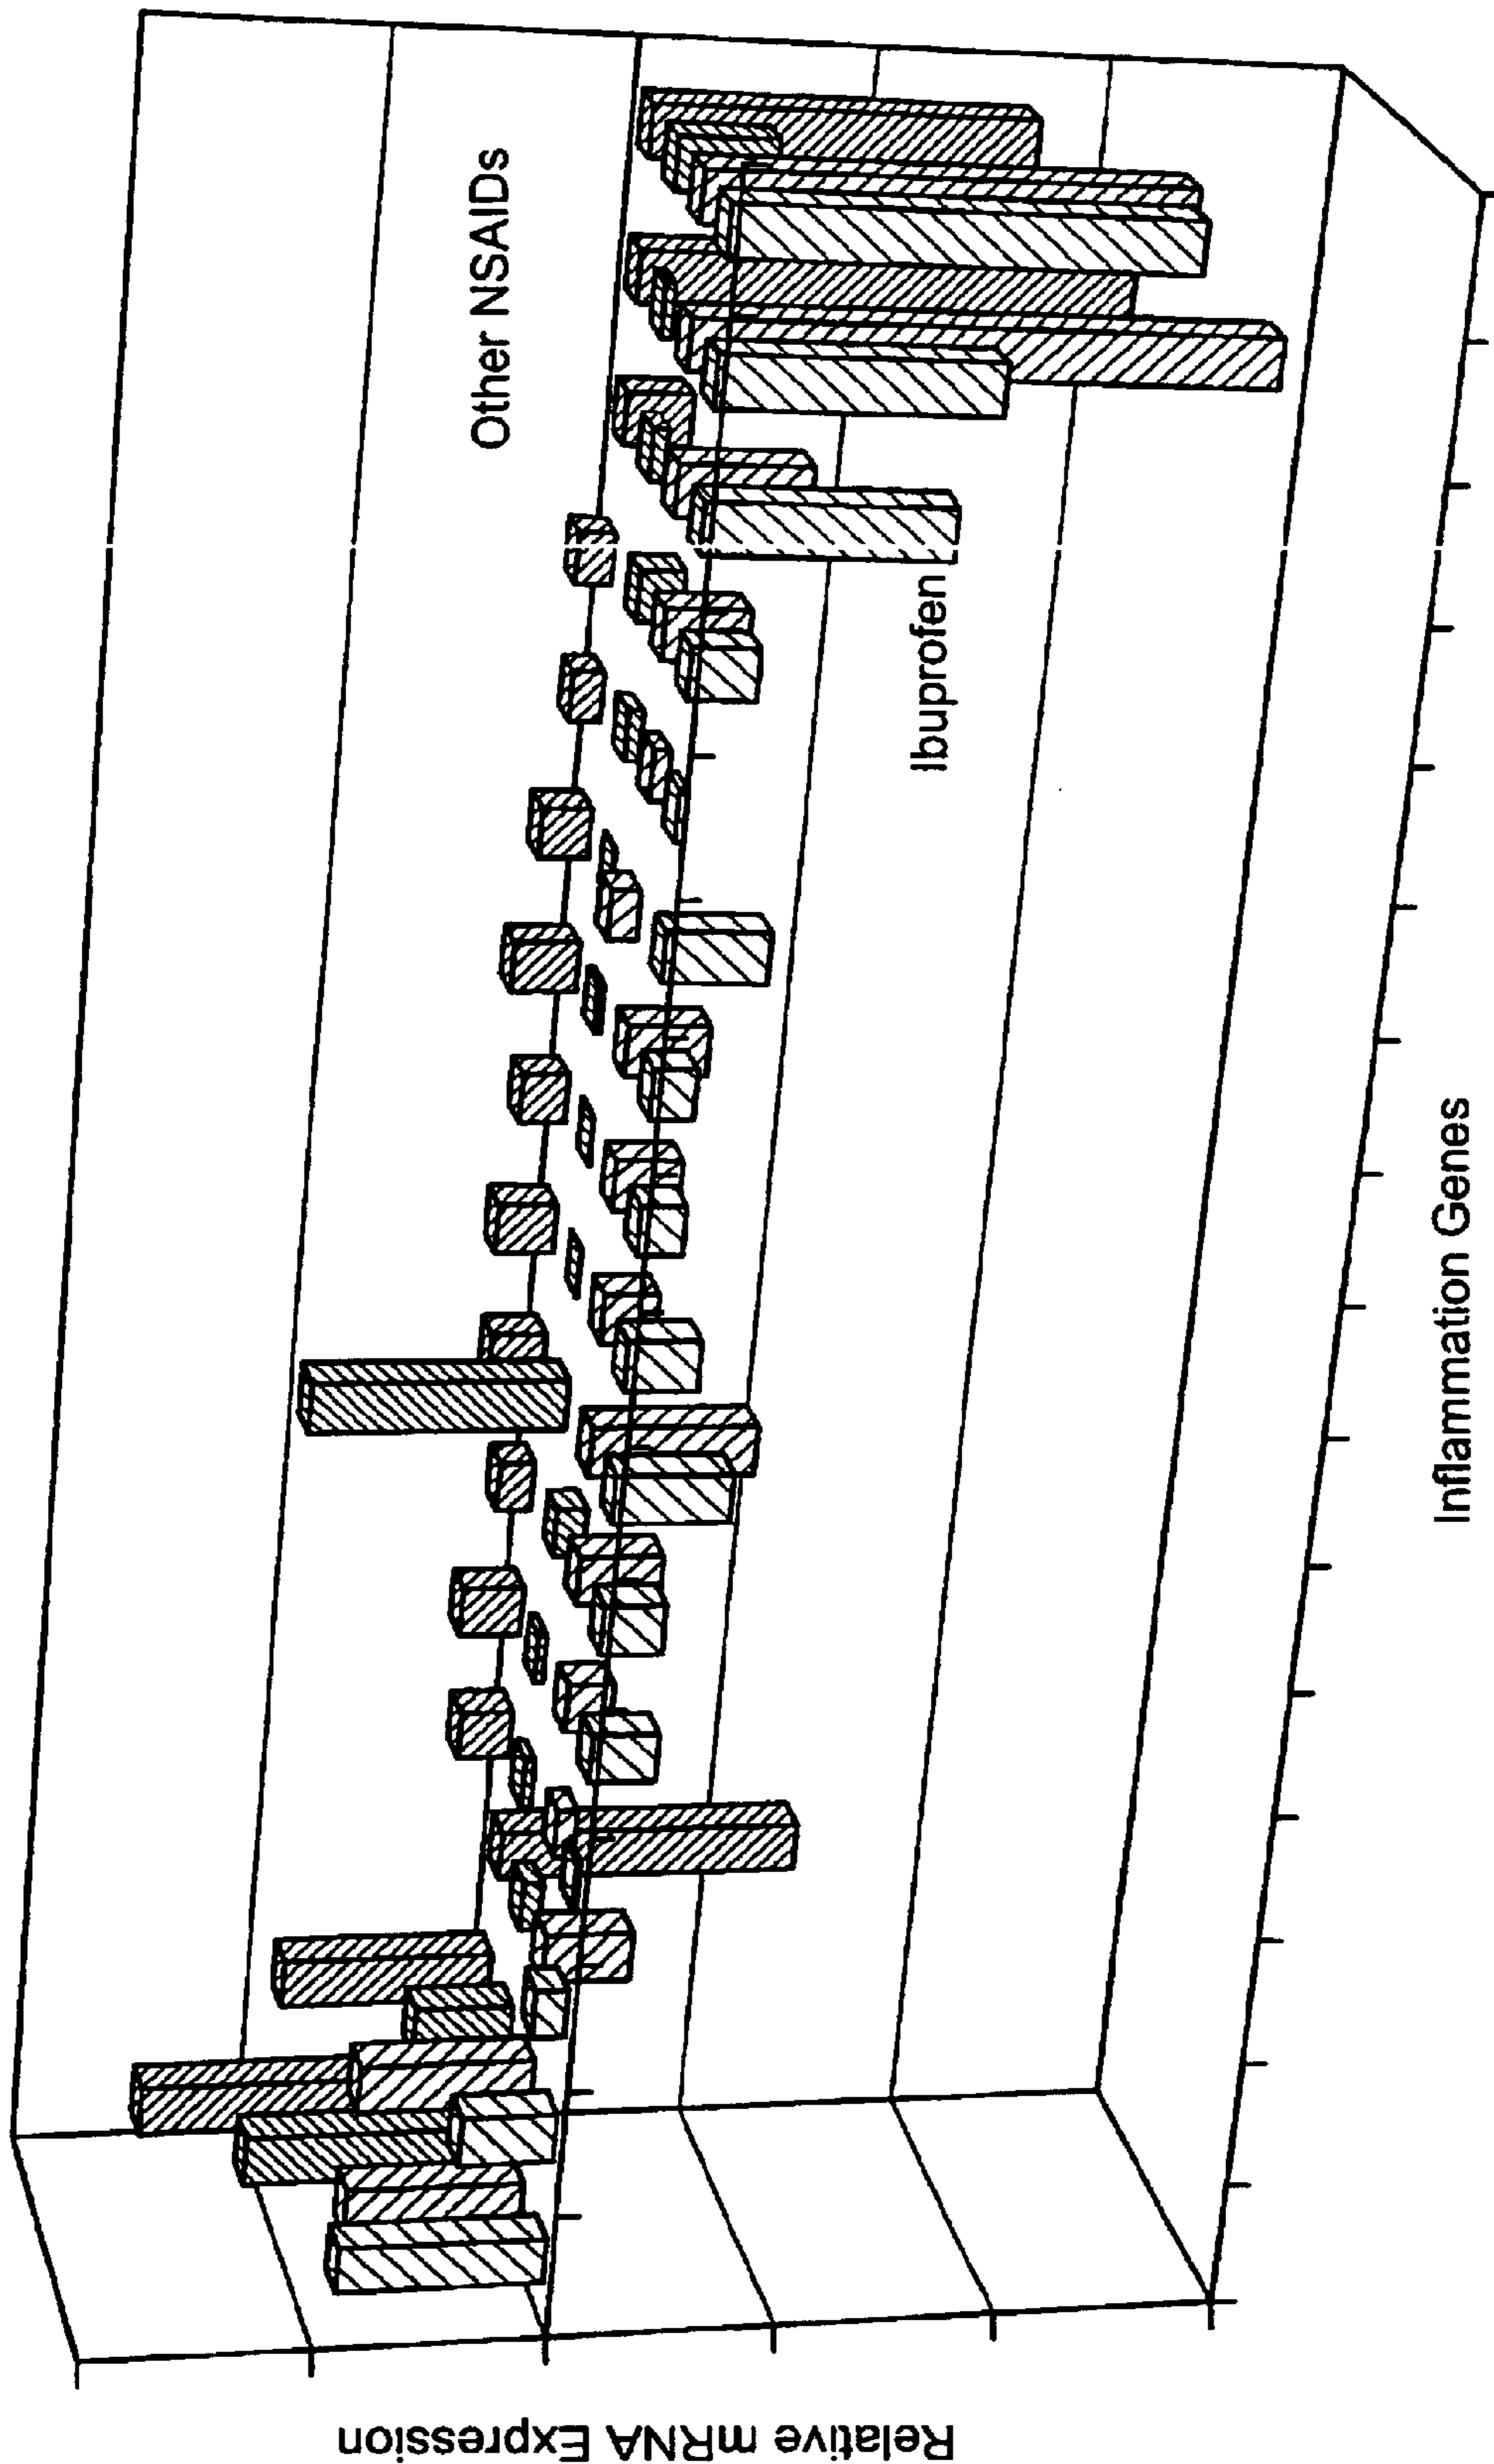 Other NSAIDs
Ibuprofen
Relative mRNA Expression
Inflammation Genes